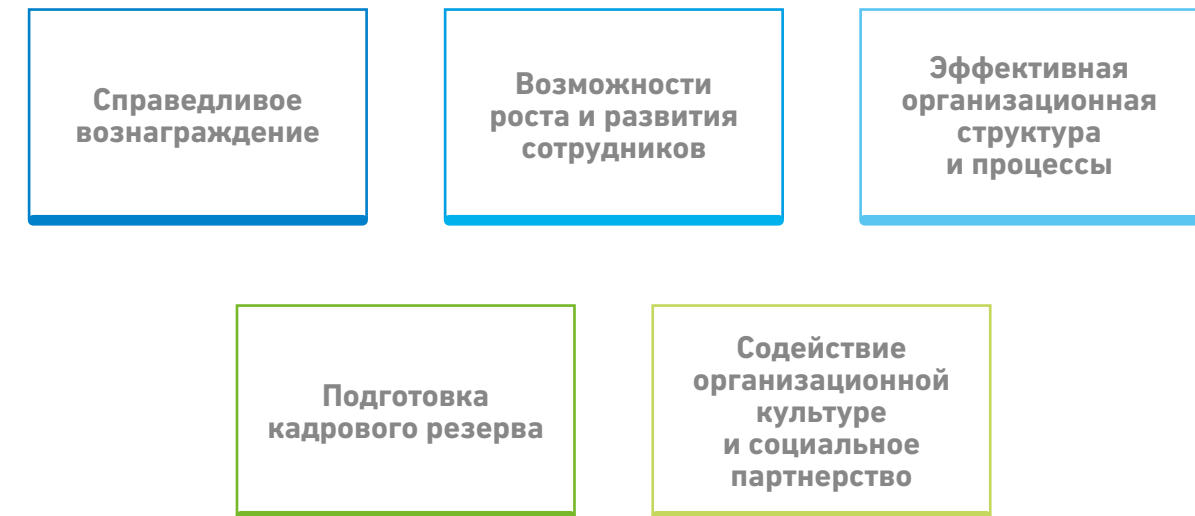 Справедливое
вознаграждение
Возможности
роста и развития
сотрудников
Эффективная
организационная
структура
и процессы
Подготовка
кадрового резерва
Содействие
организационной
культуре
и социальное
партнерство